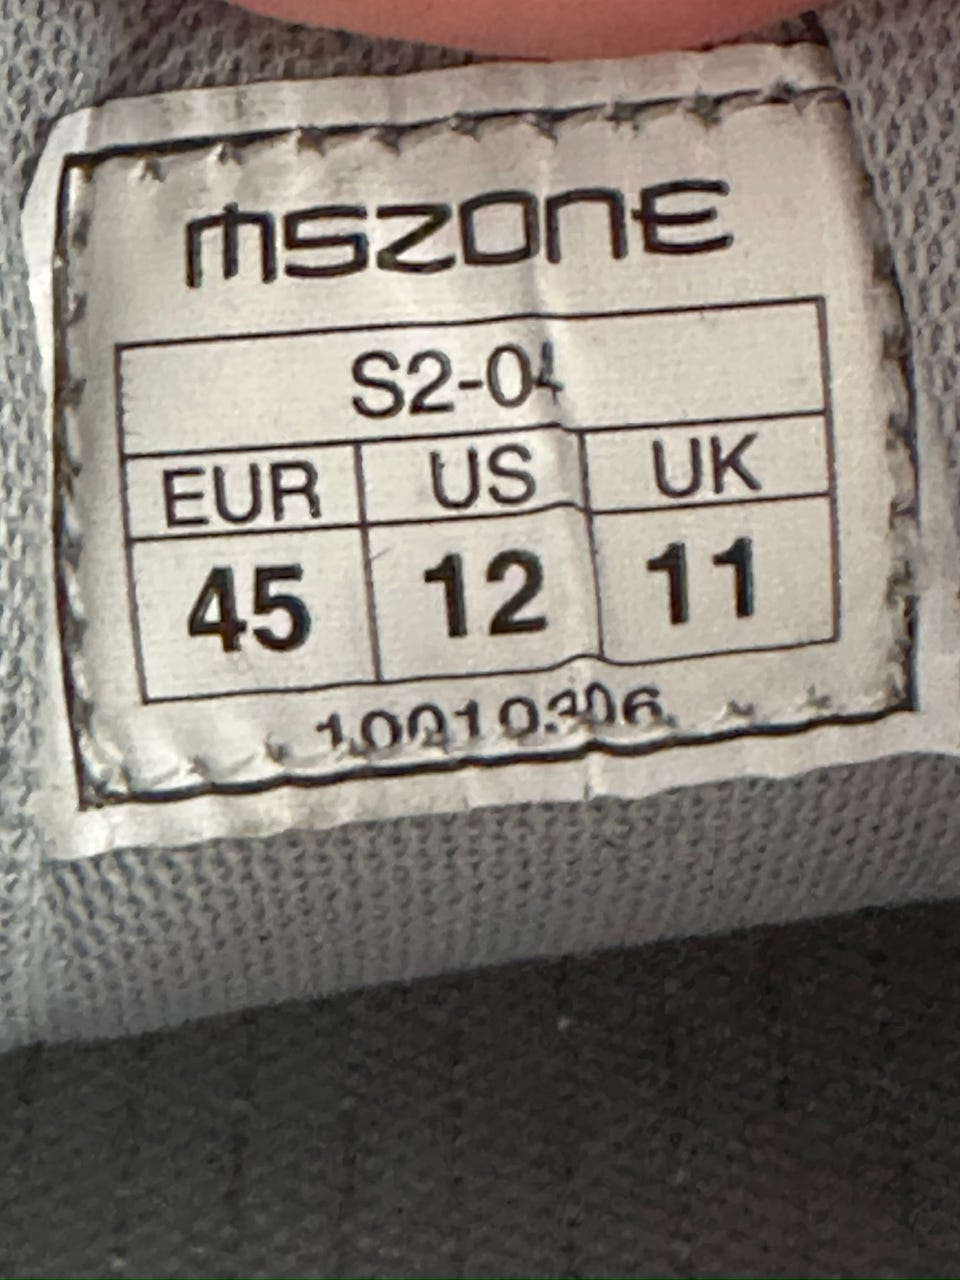 MSZONE
S2-04
EUR US UK
45 12 11
10010306